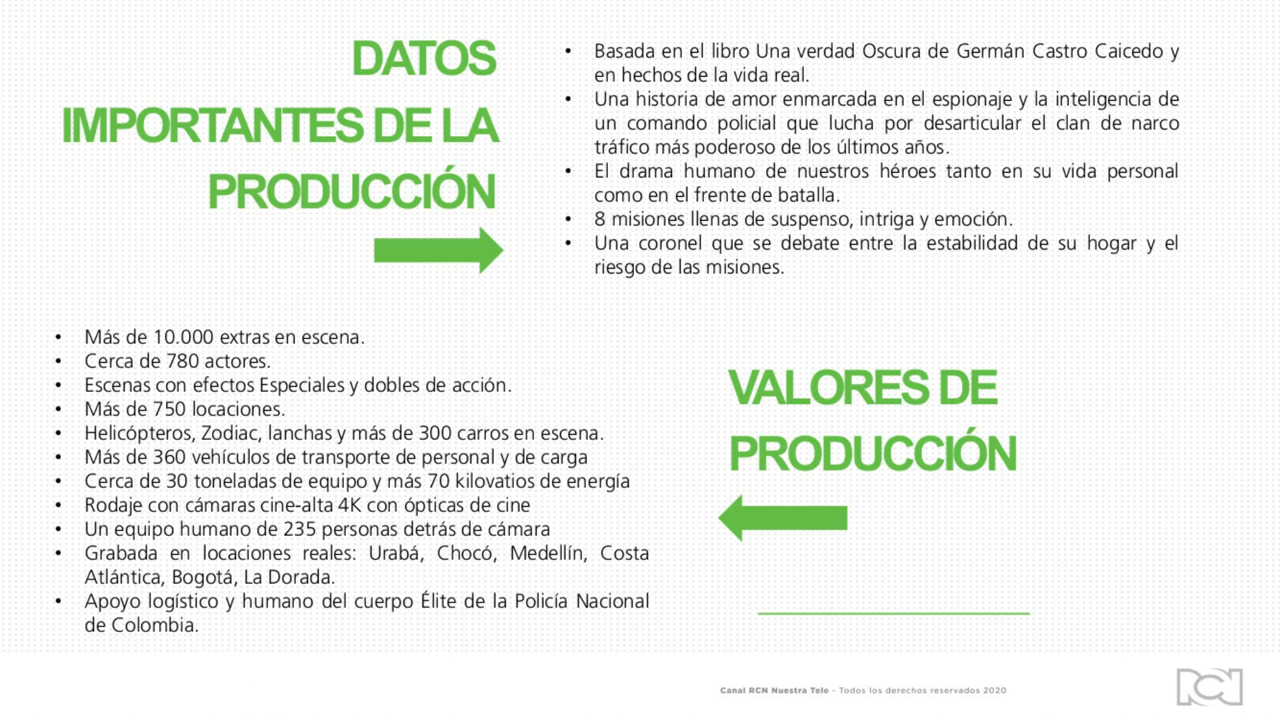 DATOS
IMPORTANTES DE LA
PRODUCCIÓN
• Basada en el libro Una verdad Oscura de Germán Castro Caicedo y
en hechos de la vida real.
• Una historia de amor enmarcada en el espionaje y la inteligencia de
un comando policial que lucha por desarticular el clan de narco
tráfico más poderoso de los últimos años.
• El drama humano de nuestros héroes tanto en su vida personal
como en el frente de batalla.
• 8 misiones llenas de suspenso, intriga y emoción.
• Una coronel que se debate entre la estabilidad de su hogar y el
riesgo de las misiones.
• Más de 10.000 extras en escena.
• Cerca de 780 actores.
• Escenas con efectos Especiales y dobles de acción.
• Más de 750 locaciones.
• Helicópteros, Zodiac, lanchas y más de 300 carros en escena.
• Más de 360 vehículos de transporte de personal y de carga
• Cerca de 30 toneladas de equipo y más 70 kilovatios de energía
• Rodaje con cámaras cine-alta 4K con ópticas de cine
• Un equipo humano de 235 personas detrás de cámara
• Grabada en locaciones reales: Urabá, Chocó, Medellín, Costa
Atlántica, Bogotá, La Dorada.
• Apoyo logístico y humano del cuerpo Élite de la Policía Nacional
de Colombia.
VALORES DE
PRODUCCIÓN
Canal RCN Nuestra Tele - Todos los derechos reservados 2020
RCN